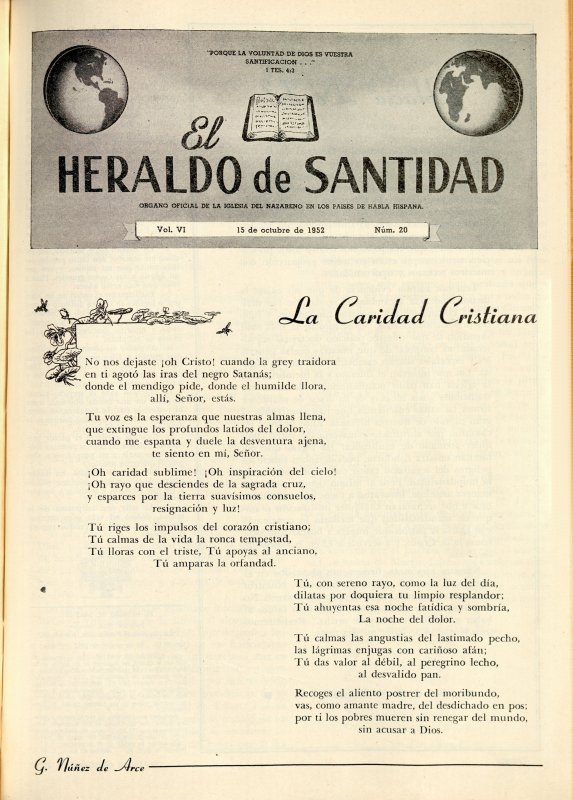 "PORQUE LA VOLUNTAD DE DIOS ES VUESTRA
SANTIFICACION . . ."
1 TES. 4:3
El
HERALDO de SANTIDAD
ORGANO OFICIAL DE LA IGLESIA DEL NAZARENO EN LOS PAISES DE HABLA HISPANA.
Vol. VI 15 de octubre de 1952 Núm. 20
La Caridad Cristiana
No nos dejaste ¡oh Cristo! cuando la grey traidora
en ti agotó las iras del negro Satanás;
donde el mendigo pide, donde el humilde llora,
allí, Señor, estás.
Tu voz es la esperanza que nuestras almas llena,
que extingue los profundos latidos del dolor,
cuando me espanta y duele la desventura ajena,
te siento en mí, Señor.
¡Oh caridad sublime! ¡Oh inspiración del cielo!
¡Oh rayo que desciendes de la sagrada cruz,
y esparces por la tierra suavísimos consuelos,
resignación y luz!
Tú riges los impulsos del corazón cristiano;
Tú calmas de la vida la ronca tempestad,
Tú lloras con el triste, Tú apoyas al anciano,
Tú amparas la orfandad.
Tú, con sereno rayo, como la luz del día,
dilatas por doquiera tu limpio resplandor;
Tú ahuyentas esa noche fatídica y sombría,
La noche del dolor.
Tú calmas las angustias del lastimado pecho,
las lágrimas enjugas con cariñoso afán;
Tú das valor al débil, al peregrino lecho,
al desvalido pan.
Recoges el aliento postrer del moribundo,
vas, como amante madre, del desdichado en pos;
por ti los pobres mueren sin renegar del mundo,
sin acusar a Dios.
G. Núñez de Arce